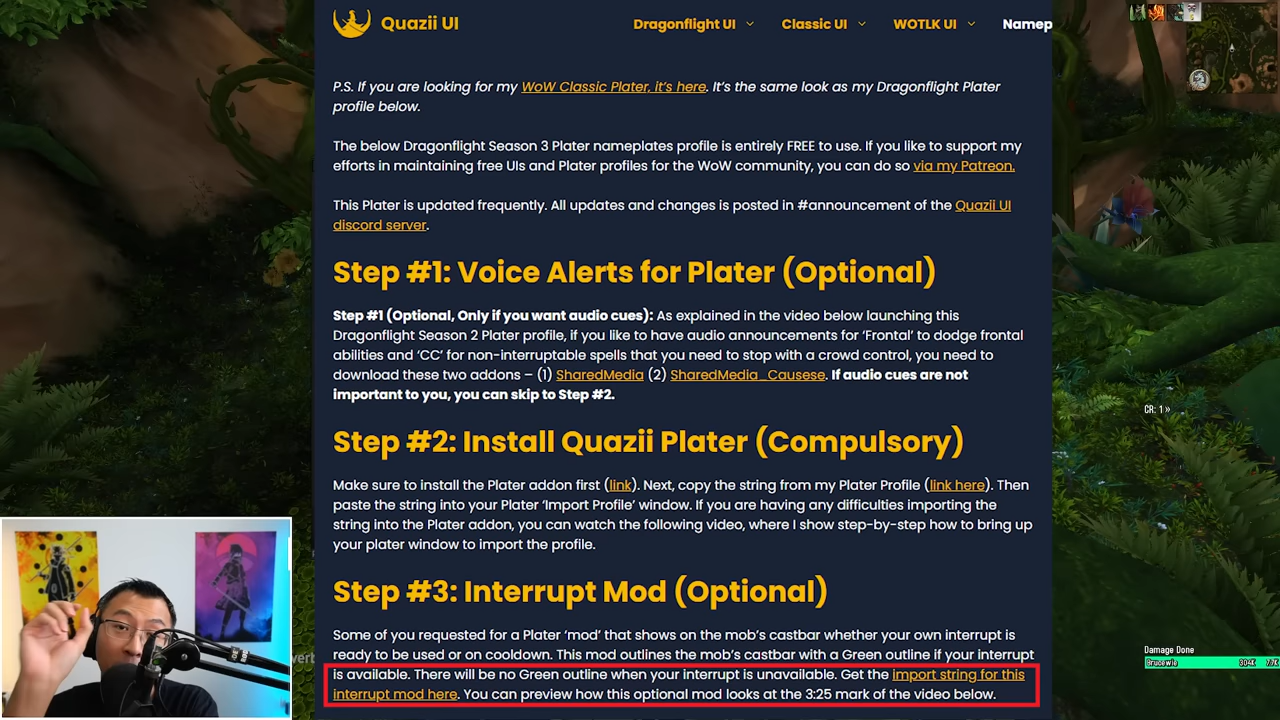 Quazii UI
Dragonflight UI
Classic UI
WOTLK UI
Namep
P.S. If you are looking for my WoW Classic Plater, it's here. It's the same look as my Dragonflight Plater
profile below.
The below Dragonflight Season 3 Plater nameplates profile is entirely FREE to use. If you like to support my
efforts in maintaining free UIs and Plater profiles for the WoW community, you can do so via my Patreon.
This Plater is updated frequently. All updates and changes is posted in #announcement of the Quazii UI
discord server.
Step #1: Voice Alerts for Plater (Optional)
Step #1 (Optional, Only if you want audio cues): As explained in the video below launching this
Dragonflight Season 2 Plater profile, if you like to have audio announcements for 'Frontal' to dodge frontal
abilities and 'CC' for non-interruptable spells that you need to stop with a crowd control, you need to
download these two addons – (1) SharedMedia (2) SharedMedia_Causese. If audio cues are not
important to you, you can skip to Step #2.
CR: 1 »
Step #2: Install Quazii Plater (Compulsory)
Make sure to install the Plater addon first (link). Next, copy the string from my Plater Profile (link here). Then
paste the string into your Plater 'Import Profile' window. If you are having any difficulties importing the
string into the Plater addon, you can watch the following video, where I show step-by-step how to bring up
your plater window to import the profile.
Step #3: Interrupt Mod (Optional)
Some of you requested for a Plater 'mod' that shows on the mob's castbar whether your own interrupt is
ready to be used or on cooldown. This mod outlines the mob's castbar with a Green outline if your interrupt
is available. There will be no Green outline when your interrupt is unavailable. Get the import string for this
interrupt mod here. You can preview how this optional mod looks at the 3:25 mark of the video below.
Damage Done